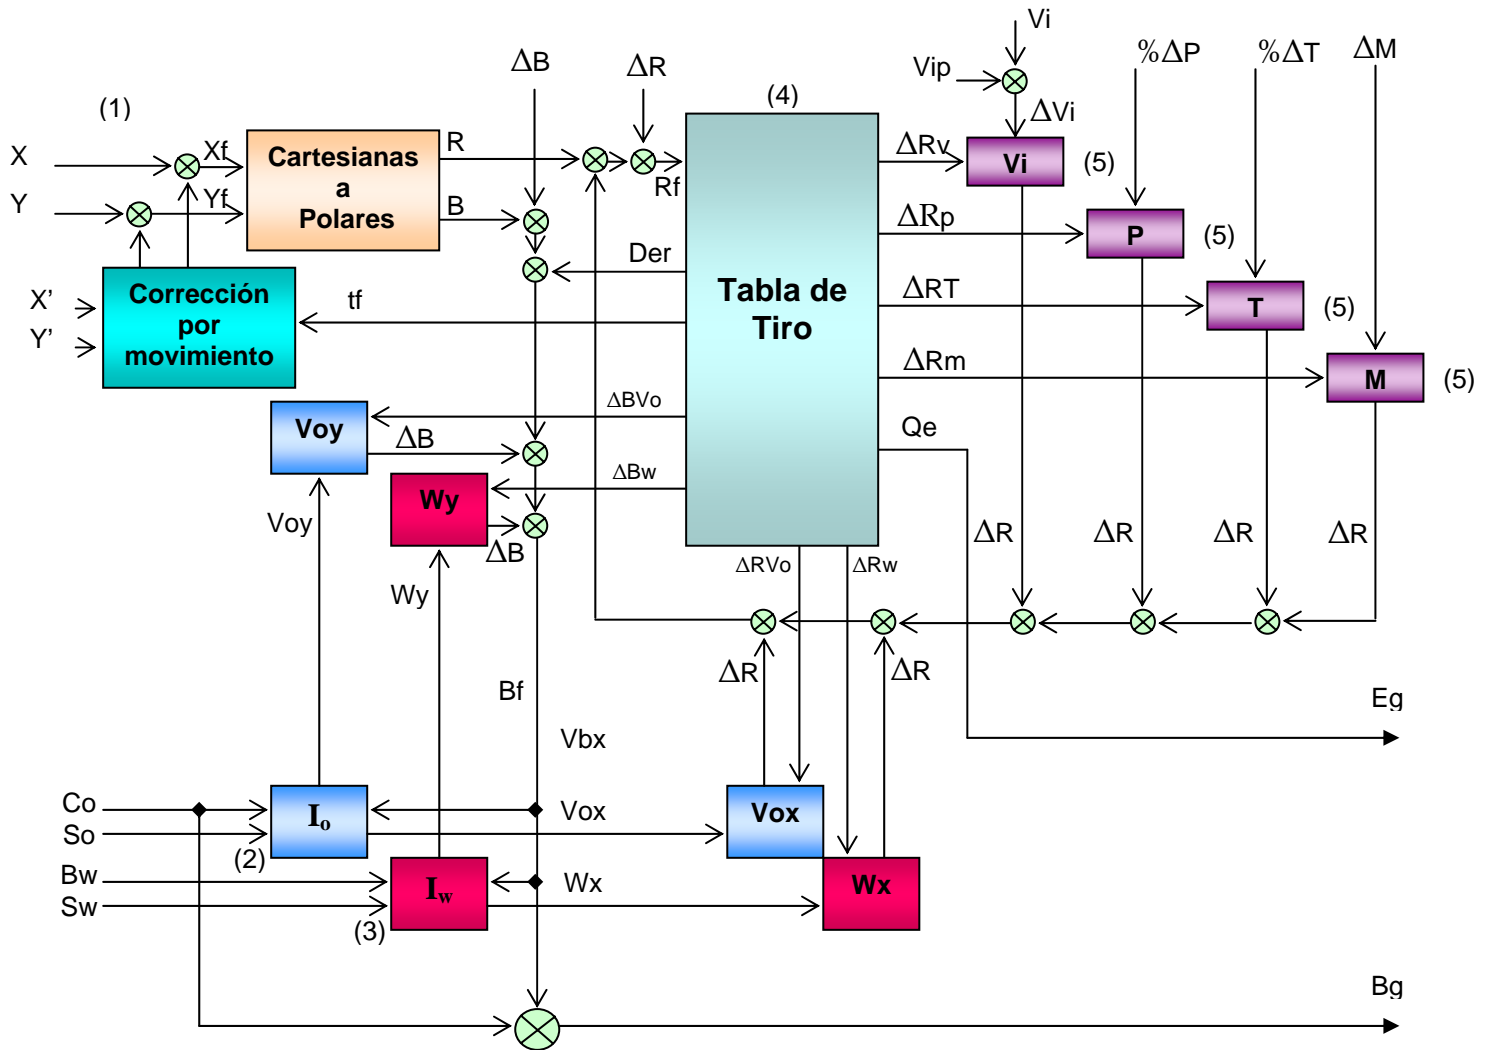 Vi
ΔB
ΔR
Vip
%ΔP
%ΔT
ΔM
(1)
(4)
ΔVi
X
Xf
Cartesianas
a
Polares
R
ΔRv
Vi
(5)
Y
Yf
B
Rf
ΔRp
P
(5)
Der
X’
Y’
Corrección
por
movimiento
tf
Tabla de
Tiro
ΔRT
T
(5)
ΔRm
M
(5)
Voy
ΔBVo
ΔB
Qe
Wy
ΔBw
ΔB
Voy
Wy
ΔRVo
ΔRw
ΔR
ΔR
ΔR
ΔR
ΔR
ΔR
Bf
Eg
Vbx
Co
So
Io
(2)
Vox
Vox
Bw
Sw
Iw
(3)
Wx
Wx
Bg